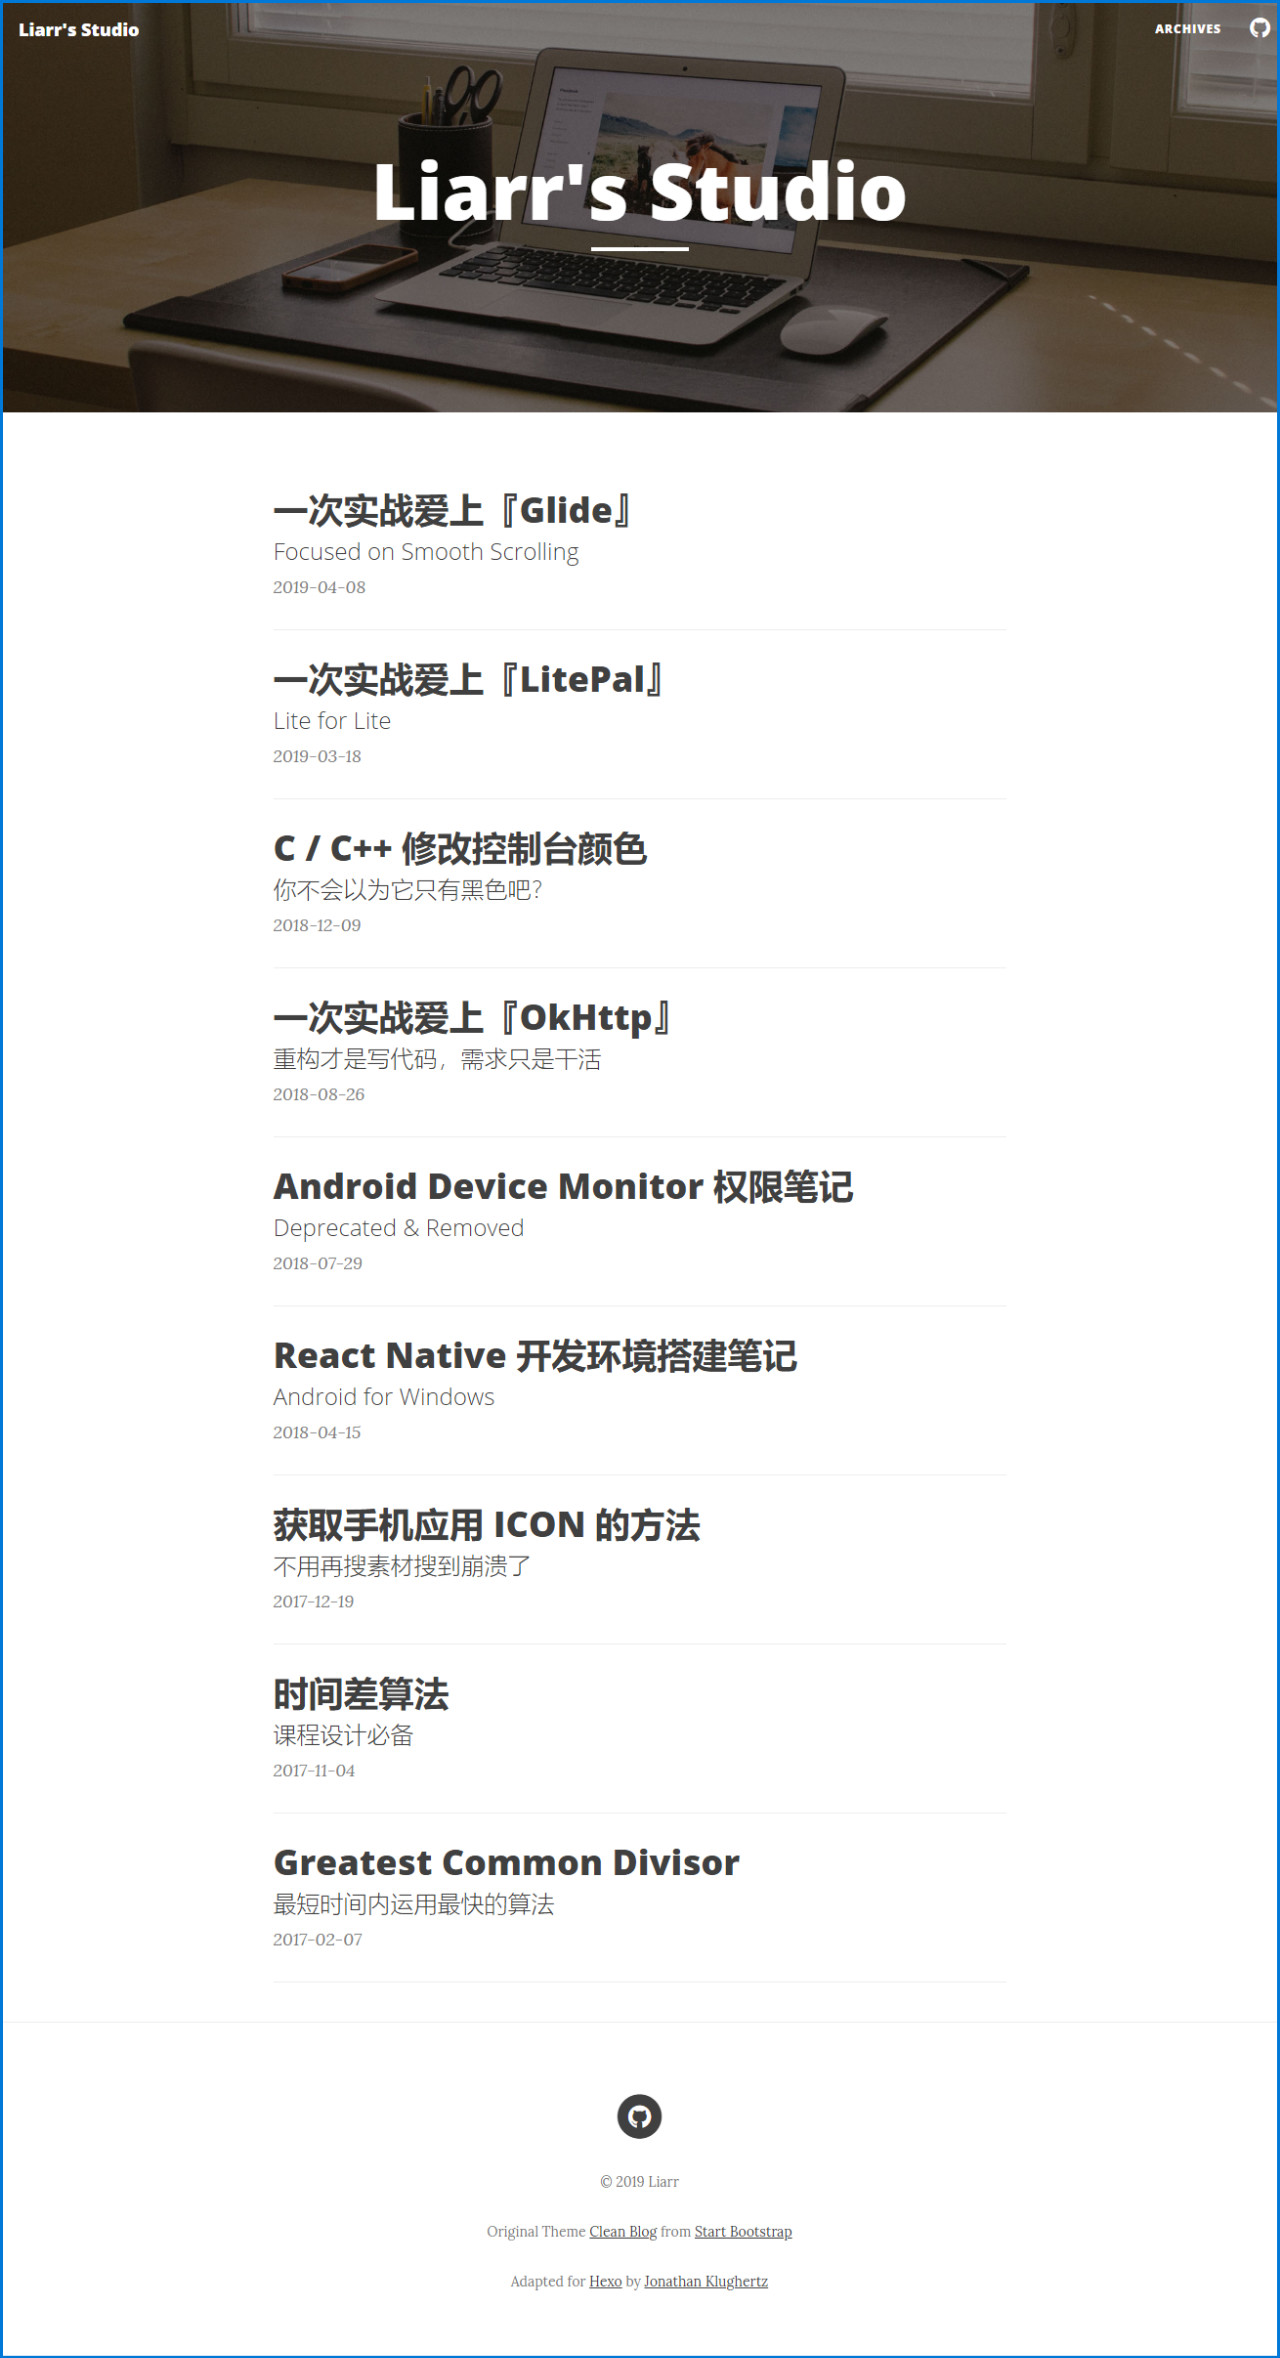 Liarr's Studio
ARCHIVES
Liarr's Studio
一次实战爱上『Glide』
Focused on Smooth Scrolling
2019-04-08
一次实战爱上『LitePal』
Lite for Lite
2019-03-18
C / C++ 修改控制台颜色
你不会以为它只有黑色吧？
2018-12-09
一次实战爱上『OkHttp』
重构才是写代码，需求只是干活
2018-08-26
Android Device Monitor 权限笔记
Deprecated & Removed
2018-07-29
React Native 开发环境搭建笔记
Android for Windows
2018-04-15
获取手机应用 ICON 的方法
不用再搜素材搜到崩溃了
2017-12-19
时间差算法
课程设计必备
2017-11-04
Greatest Common Divisor
最短时间内运用最快的算法
2017-02-07
© 2019 Liarr
Original Theme Clean Blog from Start Bootstrap
Adapted for Hexo by Jonathan Klughertz